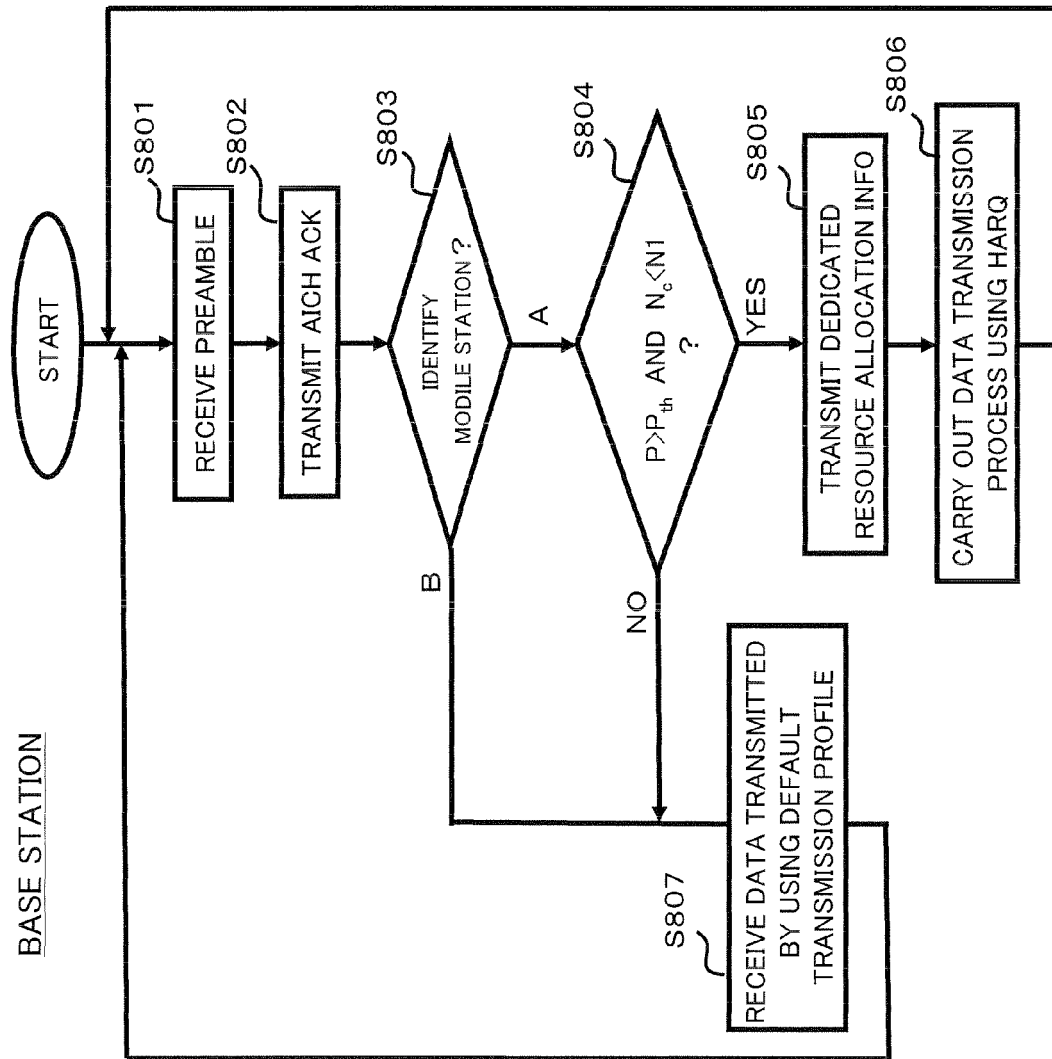 BASE STATION
START
S801
RECEIVE PREAMBLE
S802
TRANSMIT AICH ACK
S803
IDENTIFY
MODILE STATION ?
A
B
S804
P>Pth AND Nc<N1
?
YES
NO
S805
TRANSMIT DEDICATED
RESOURCE ALLOCATION INFO
S806
CARRY OUT DATA TRANSMISSION
PROCESS USING HARQ
S807
RECEIVE DATA TRANSMITTED
BY USING DEFAULT
TRANSMISSION PROFILE